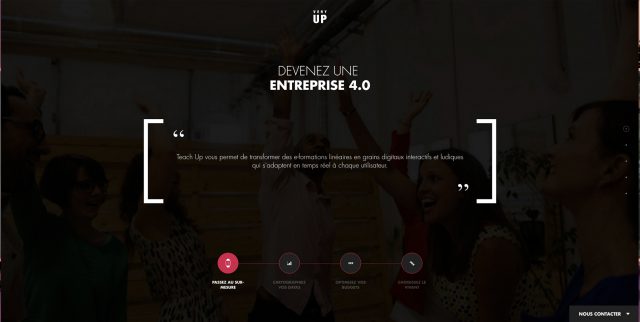 VERY
UP
DEVENEZ UNE
ENTREPRISE 4.0
“
Teach Up vous permet de transformer des e-formations linéaires en grains digitaux interactifs et ludiques
qui s'adaptent en temps réel à chaque utilisateur.
”
PASSEZ AU SUR-
MESURE
CARTOGRAPHIEZ
VOS DATAS
OPTIMISEZ VOS
BUDGETS
CHOISISSEZ LE
VIVANT
NOUS CONTACTER